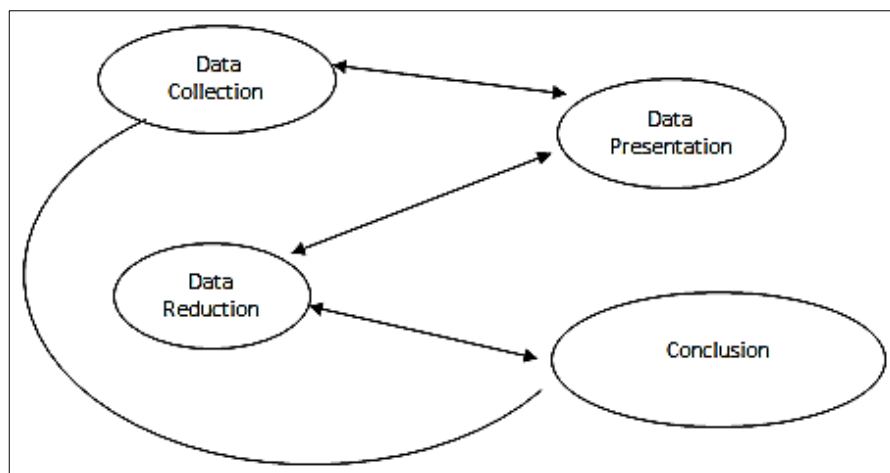 Data
Collection
Data
Presentation
Data
Reduction
Conclusion